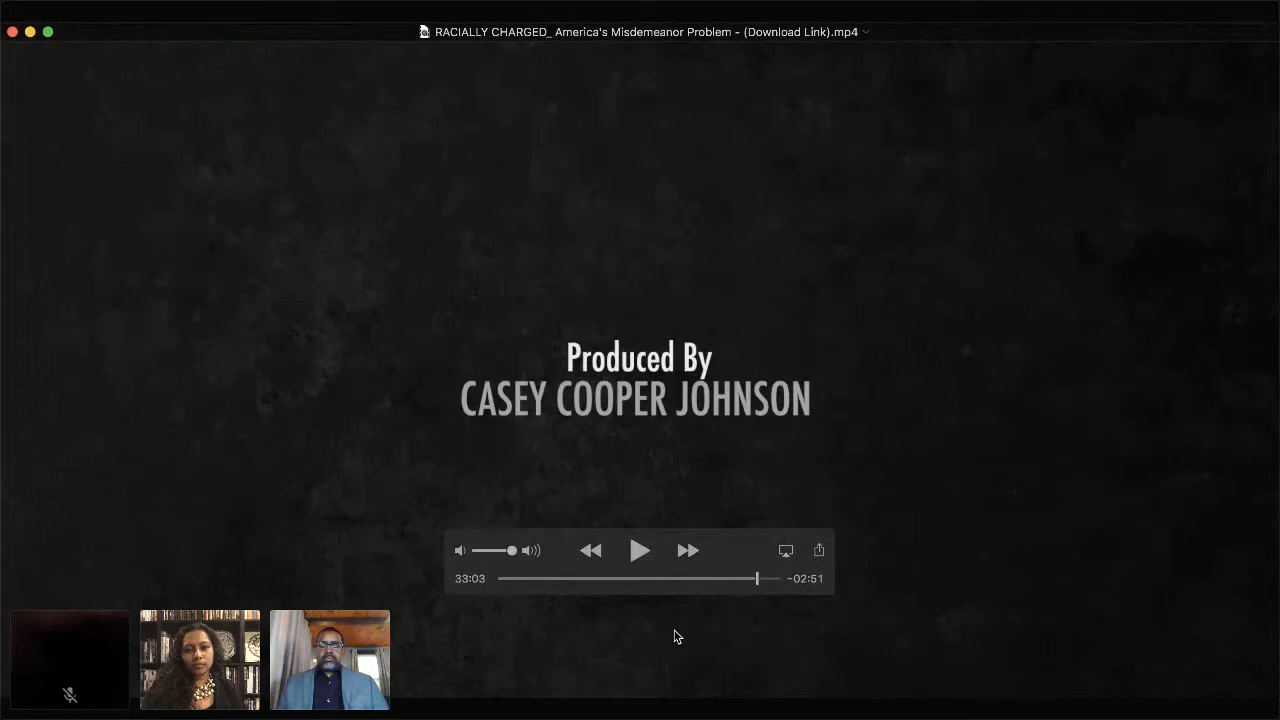 RACIALLY CHARGED_ America's Misdemeanor Problem - (Download Link).mp4
Produced By
CASEY COOPER JOHNSON
33:03
-02:51